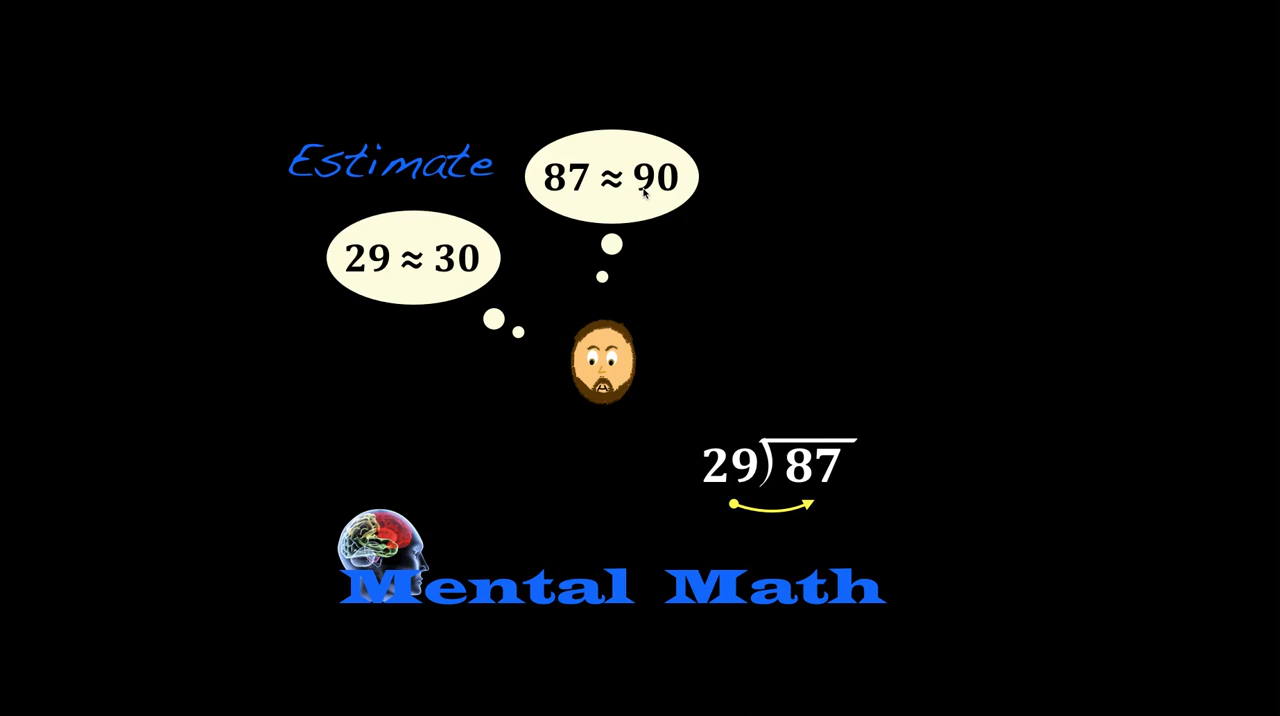 Estimate
87 ≈ 90
29 ≈ 30
29) 87
Mental Math